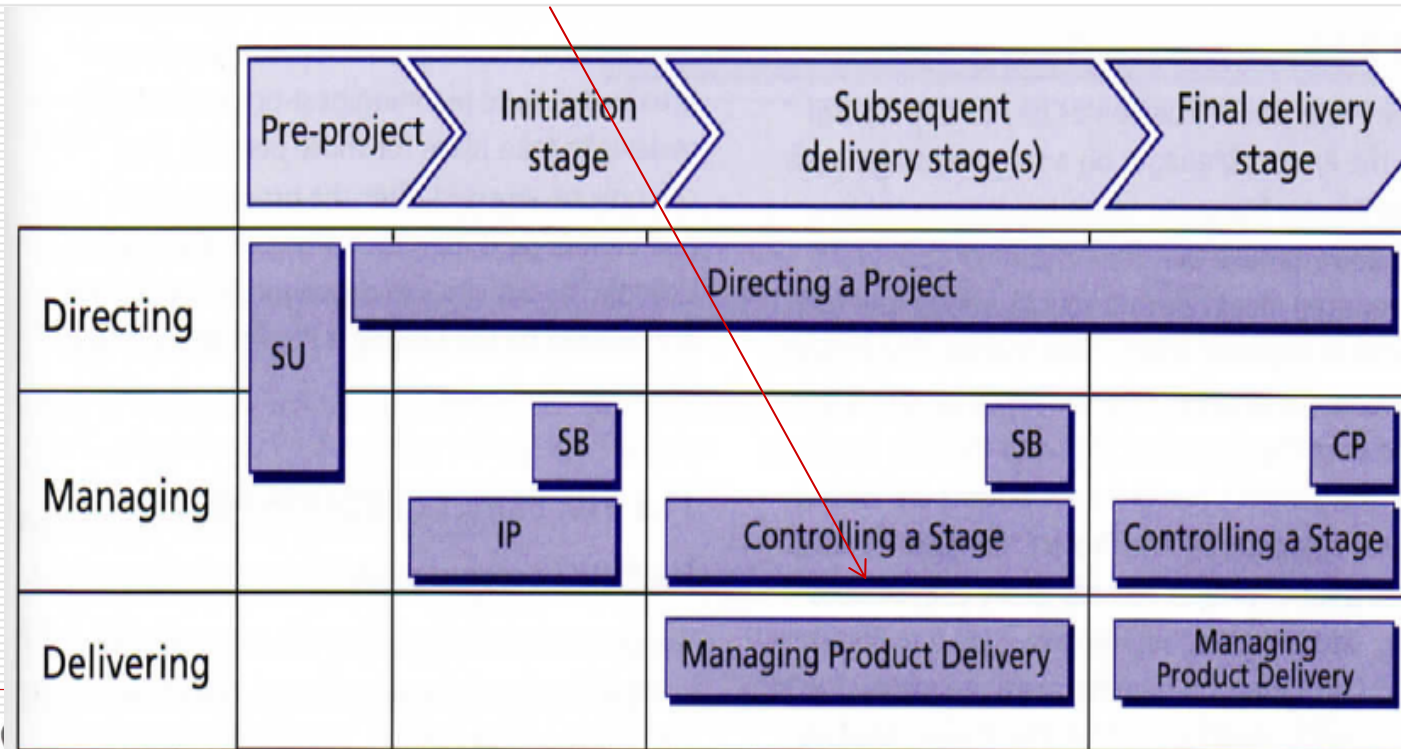 Pre-project
Initiation
stage
Subsequent
delivery stage(s)
Final delivery
stage
Directing
SU
Directing a Project
Managing
SB
SB
CP
IP
Controlling a Stage
Controlling a Stage
Delivering
Managing Product Delivery
Managing
Product Delivery